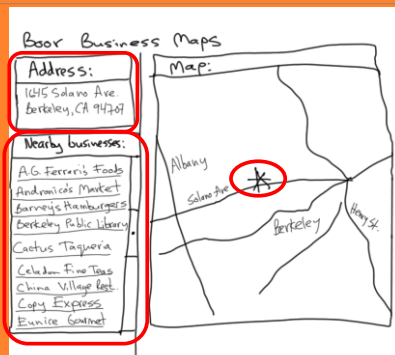 Boor Business Maps
Address:
1645 Solano Ave.
Berkeley, CA 94707
Nearby businesses:
A.G. Ferrari's Foods
Andronico's Market
Barney's Hamburgers
Berkeley Public Library
Cactus Taqueria
Celadon Fine Teas
China Village Rest.
Copy Express
Eunice Gourmet
Map:
Albany
Solano Ave
Berkeley
Henry St.